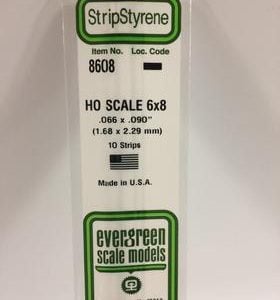 StripStyrene
Item No. Loc. Code
8608
HO SCALE 6x8
.066 x .090"
(1.68 x 2.29 mm)
10 Strips
Made in U.S.A.
evergreen
scale models